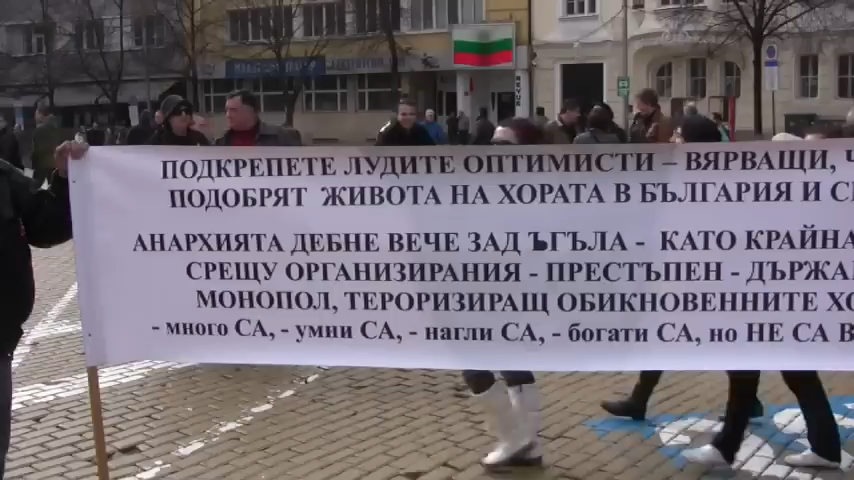 ПОДКРЕПЕТЕ ЛУДИТЕ ОПТИМИСТИ – ВЯРВАЩИ, Ч
ПОДОБРЯТ ЖИВОТА НА ХОРАТА В БЪЛГАРИЯ И С
АНАРХИЯТА ДЕБНЕ ВЕЧЕ ЗАД ЪГЪЛА - КАТО КРАЙНА
СРЕЩУ ОРГАНИЗИРАНИЯ - ПРЕСТЪПЕН - ДЪРЖА
МОНОПОЛ, ТЕРОРИЗИРАЩ ОБИКНОВЕННИТЕ ХО
- много СА, - умни СА, - нагли СА, - богати СА, но НЕ СА В